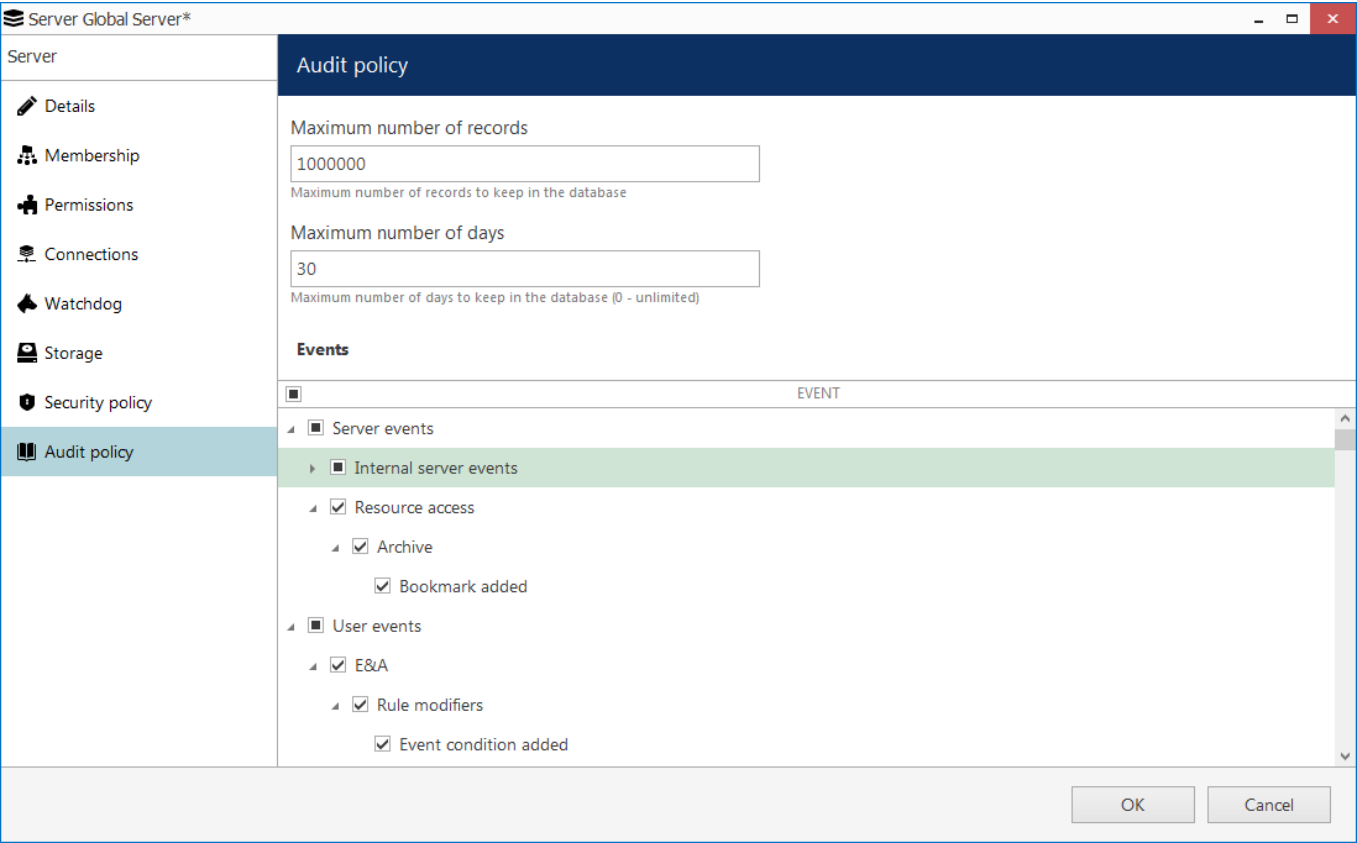 Server Global Server*
Server
Details
Membership
Permissions
Connections
Watchdog
Storage
Security policy
Audit policy
Audit policy
Maximum number of records
1000000
Maximum number of records to keep in the database
Maximum number of days
30
Maximum number of days to keep in the database (0 - unlimited)
Events
EVENT
Server events
Internal server events
Resource access
Archive
Bookmark added
User events
E&A
Rule modifiers
Event condition added
OK
Cancel